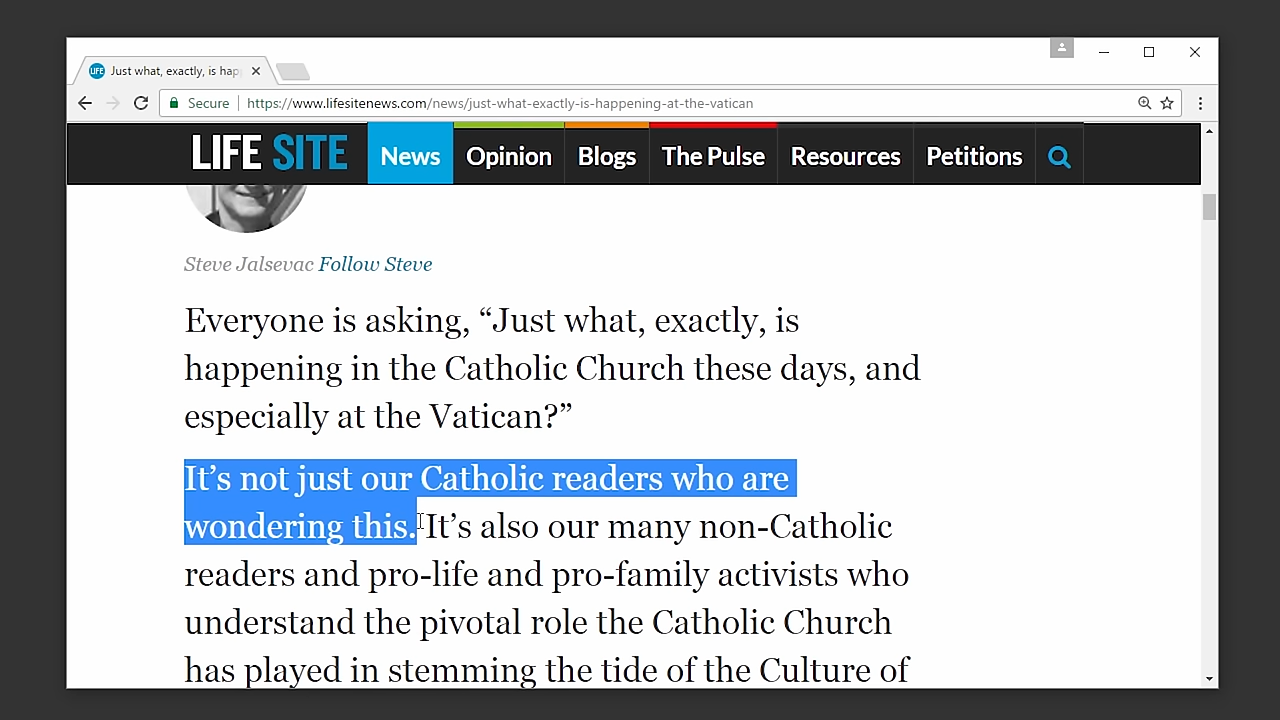 LIFE Just what, exactly, is hap
Secure https://www.lifesitenews.com/news/just-what-exactly-is-happening-at-the-vatican
LIFE SITE News Opinion Blogs The Pulse Resources Petitions
Steve Jalsevac Follow Steve
Everyone is asking, “Just what, exactly, is
happening in the Catholic Church these days, and
especially at the Vatican?”
It’s not just our Catholic readers who are
wondering this. It’s also our many non-Catholic
readers and pro-life and pro-family activists who
understand the pivotal role the Catholic Church
has played in stemming the tide of the Culture of